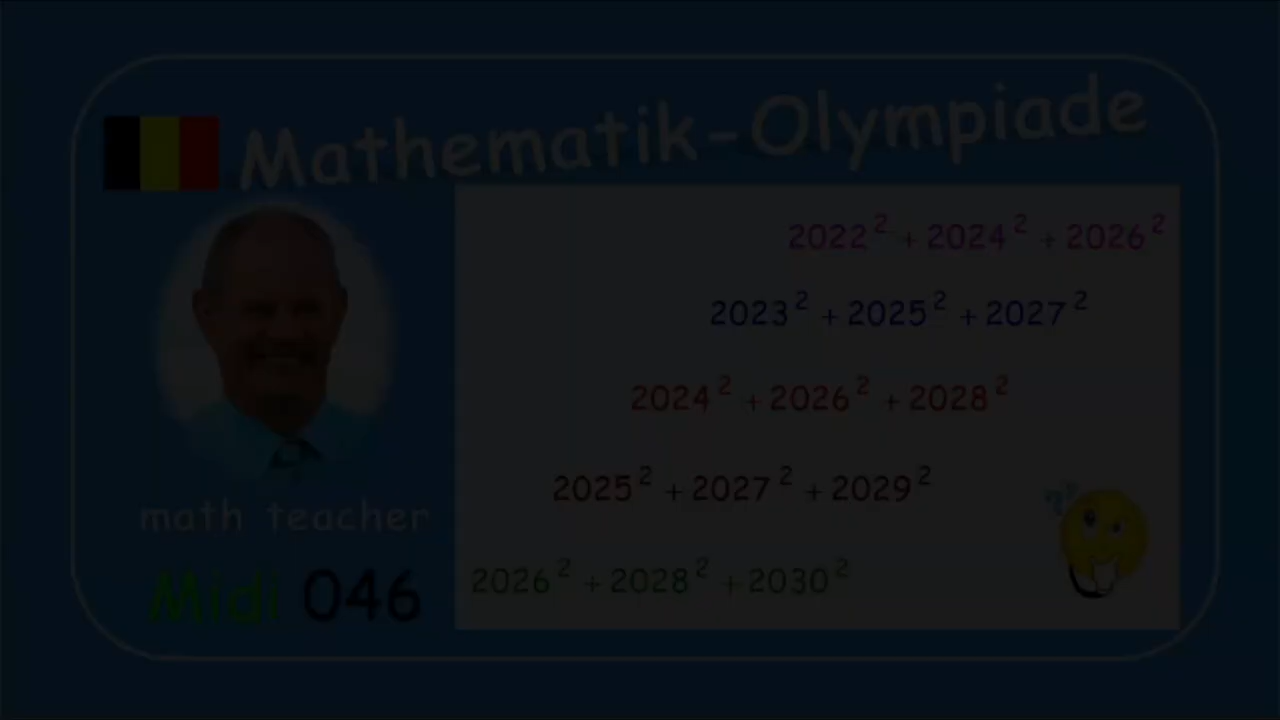 Mathematik-Olympiade
2022² + 2024² + 2026²
2023² + 2025² + 2027²
2024² + 2026² + 2028²
2025² + 2027² + 2029²
2026² + 2028² + 2030²
math teacher
Midi 046